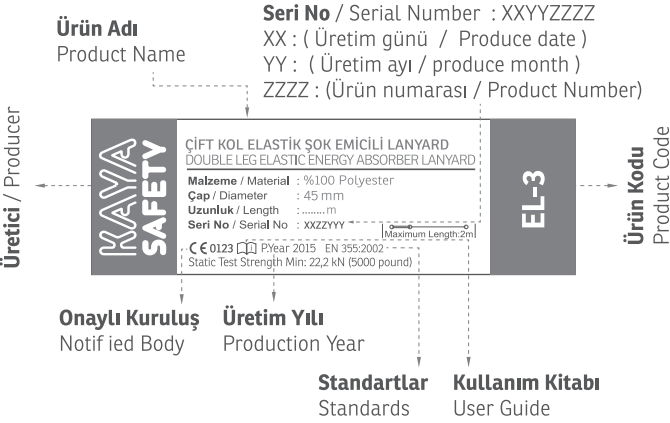 Ürün Adı
Product Name
Seri No / Serial Number : XXYYZZZZ
XX : ( Üretim günü / Produce date )
YY : ( Üretim ayı / produce month )
ZZZZ : (Ürün numarası / Product Number)
Üretici / Producer
KAYA
SAFETY
ÇİFT KOL ELASTİK ŞOK EMİCİLİ LANYARD
DOUBLE LEG ELASTIC ENERGY ABSORBER LANYARD
Malzeme / Material : %100 Polyester
Çap / Diameter : 45 mm
Uzunluk / Length : ........m
Seri No / Serial No : XXZZYYY
Maximum Length:2m
CE 0123 P.Year 2015 EN 355:2002
Static Test Strength Min: 22,2 kN (5000 pound)
EL-3
Ürün Kodu
Product Code
Onaylı Kuruluş
Notif ied Body
Üretim Yılı
Production Year
Standartlar
Standards
Kullanım Kitabı
User Guide